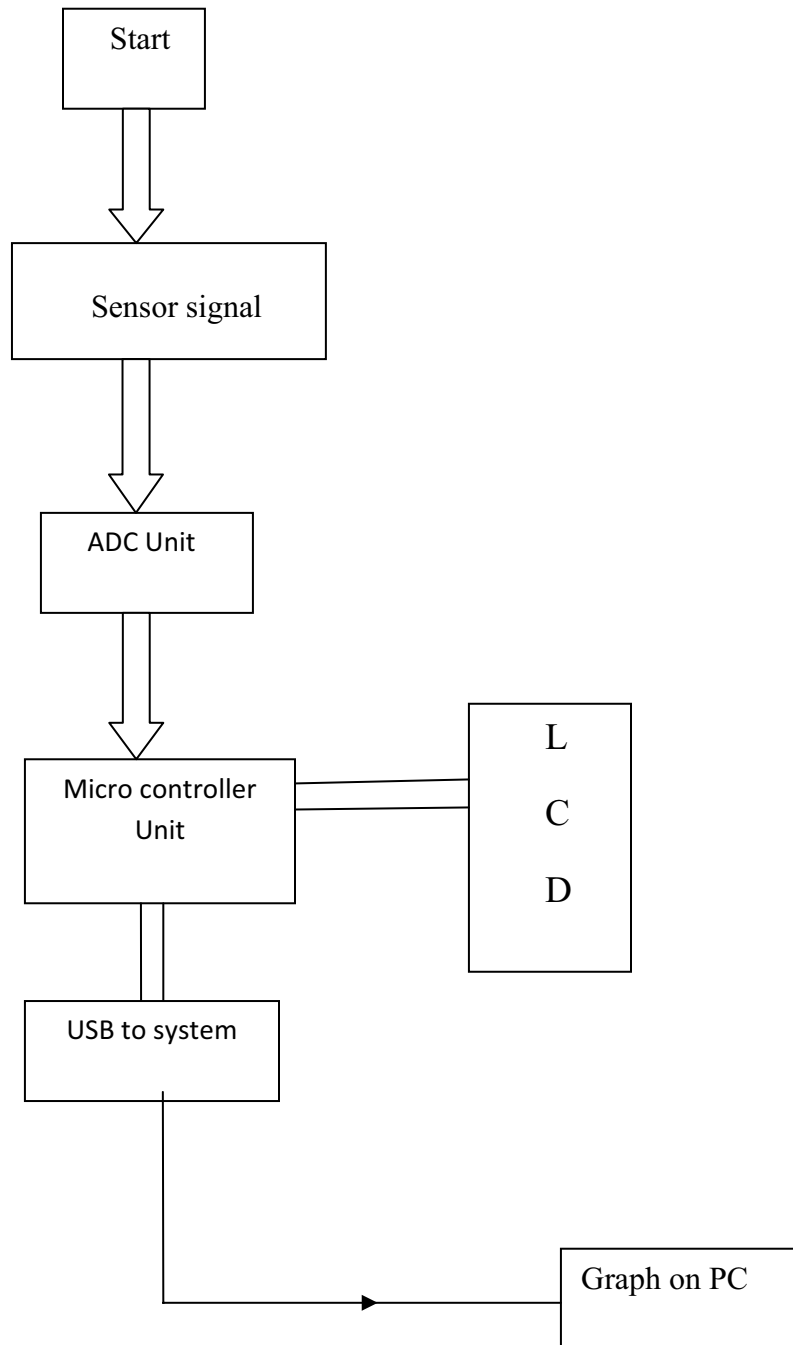 Start
Sensor signal
ADC Unit
L
Micro controller
C
Unit
D
USB to system
Graph on PC